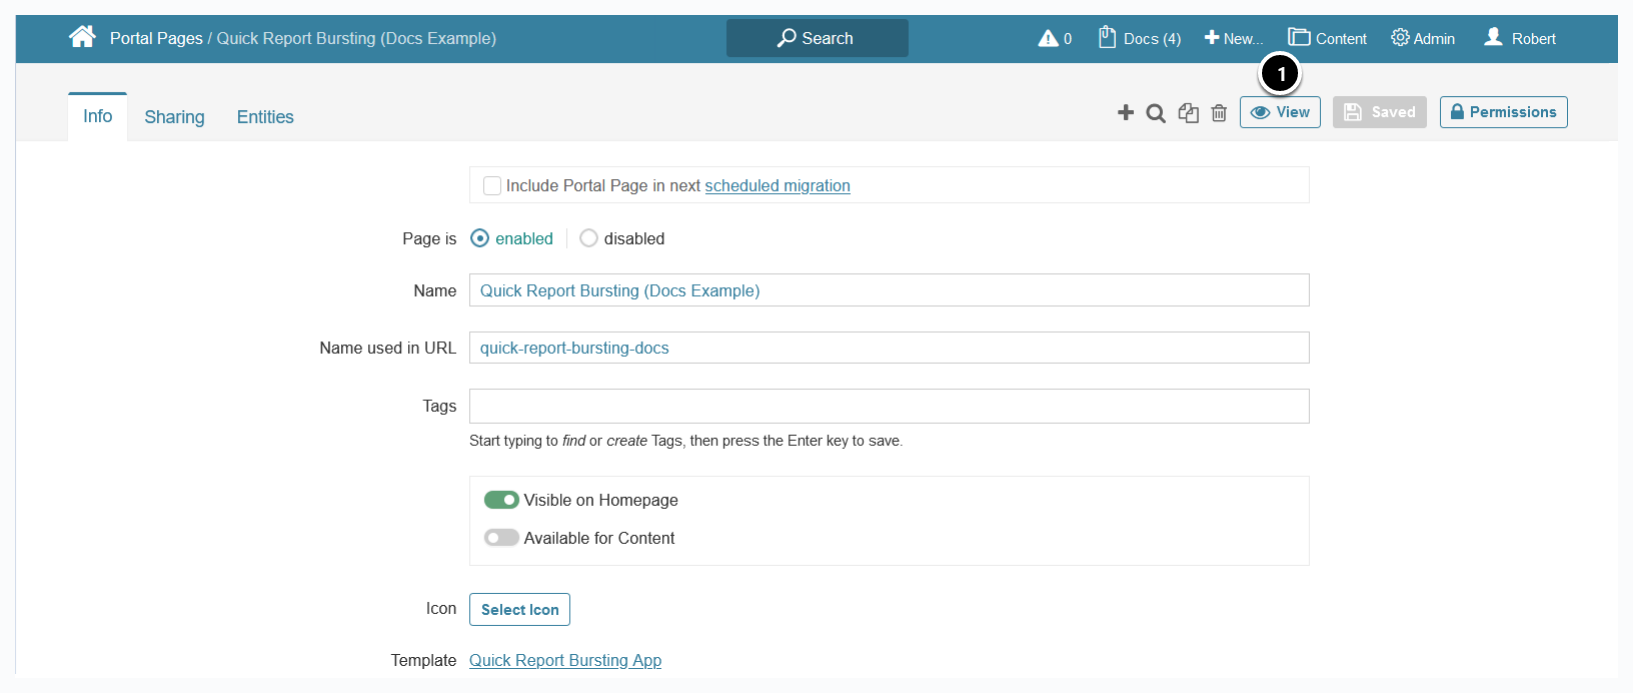 Portal Pages / Quick Report Bursting (Docs Example) Search 0 Docs (4) New... Content Admin Robert
1
Info Sharing Entities View Saved Permissions
Include Portal Page in next scheduled migration
Page is enabled disabled
Name Quick Report Bursting (Docs Example)
Name used in URL quick-report-bursting-docs
Tags
Start typing to find or create Tags, then press the Enter key to save.
Visible on Homepage
Available for Content
Icon Select Icon
Template Quick Report Bursting App